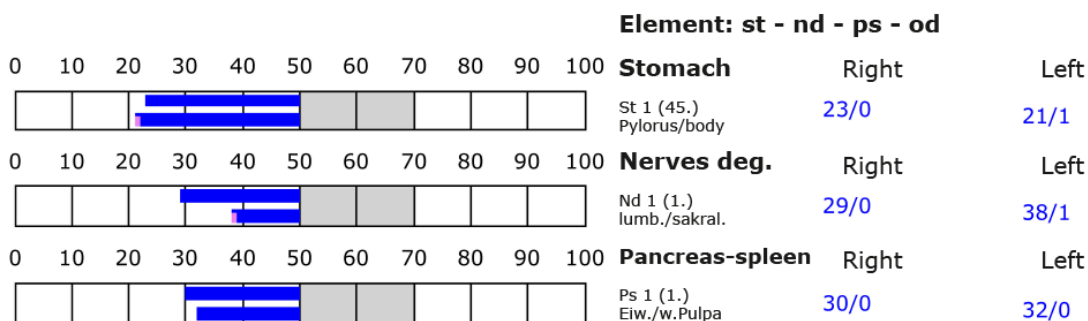 Element: st - nd - ps - od
0 10 20 30 40 50 60 70 80 90 100 Stomach Right Left
St 1 (45.) 23/0 21/1
Pylorus/body
0 10 20 30 40 50 60 70 80 90 100 Nerves deg. Right Left
Nd 1 (1.) 29/0 38/1
lumb./sakral.
0 10 20 30 40 50 60 70 80 90 100 Pancreas-spleen Right Left
Ps 1 (1.) 30/0 32/0
Eiw./w.Pulpa